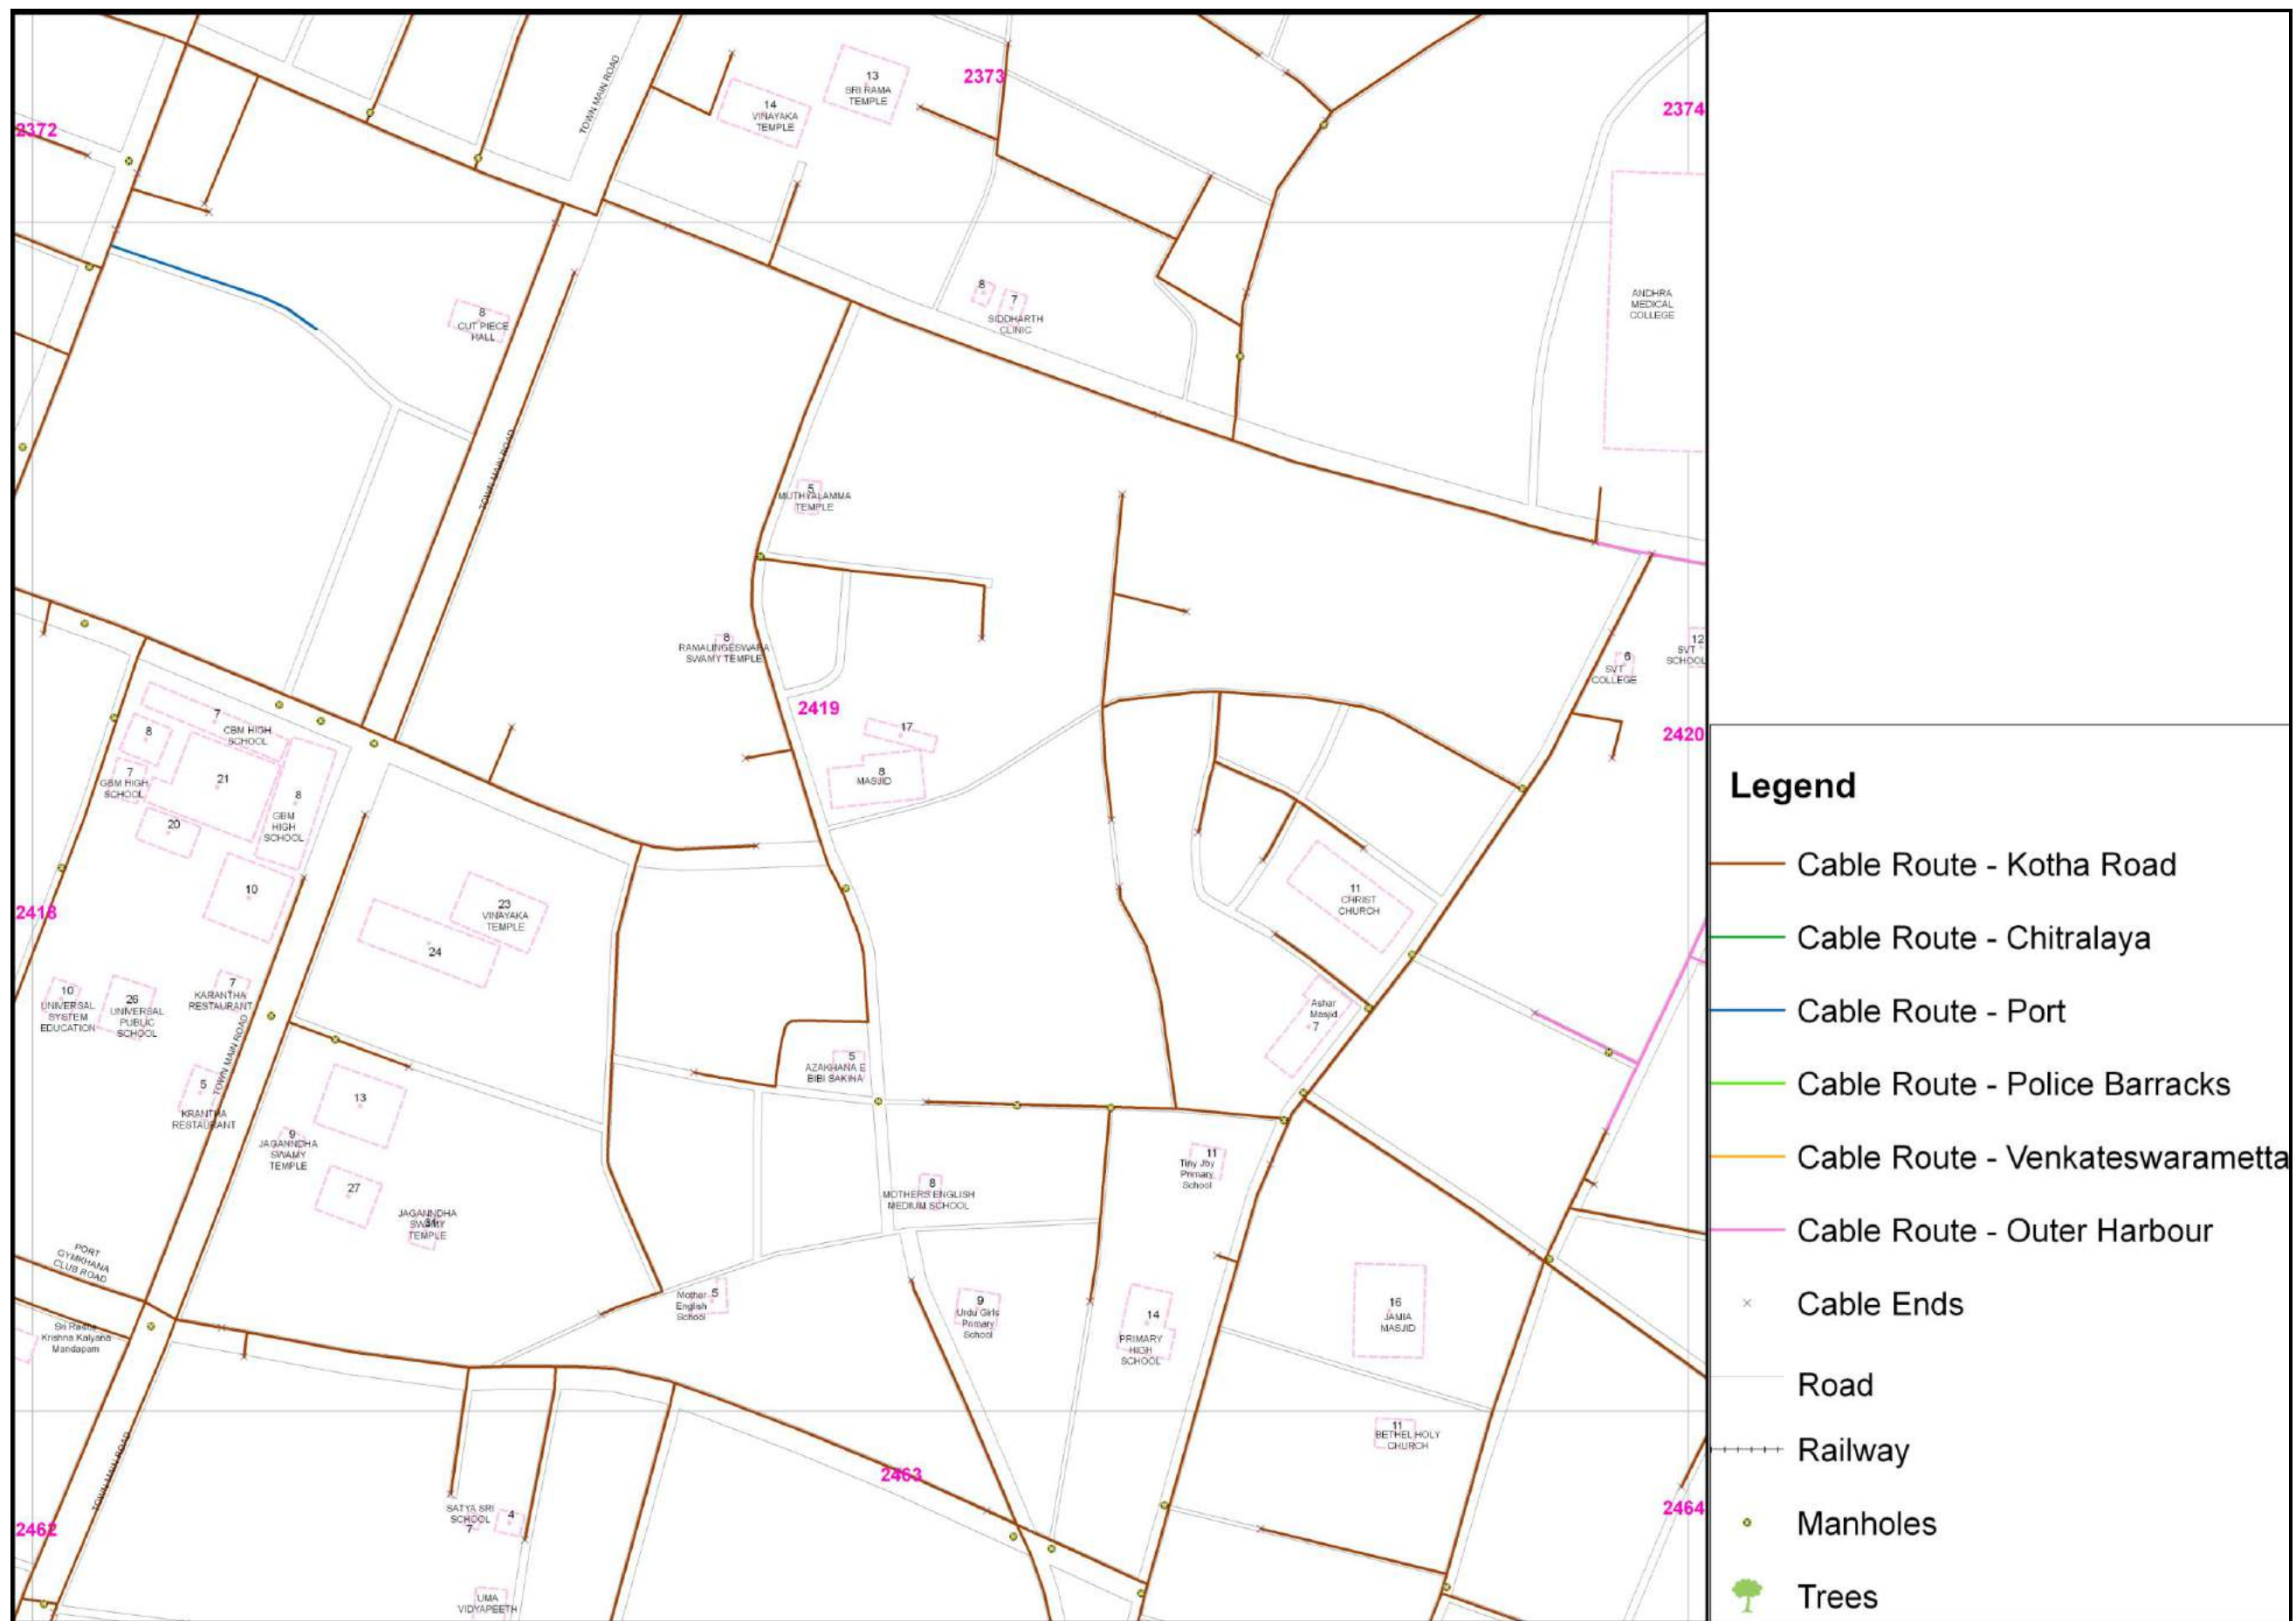 TOWN MAIN ROAD
13
SRI RAMA
TEMPLE
2373
14
VINAYAKA
TEMPLE
2374
2372
8
7
SIDDHARTH
CLINIC
ANDHRA
MEDICAL
COLLEGE
8
CUT PIECE
HALL
TOWN MAIN ROAD
5
MUTHYALAMMA
TEMPLE
8
RAMALINGESWARA
SWAMY TEMPLE
12
SVT
SCHOOL
6
SVT
COLLEGE
2419
2420
7
CBM HIGH
SCHOOL
8
7
GBM HIGH
SCHOOL
21
8
GBM
HIGH
SCHOOL
20
17
8
MASJID
10
2418
23
VINAYAKA
TEMPLE
24
11
CHRIST
CHURCH
10
UNIVERSAL
SYSTEM
EDUCATION
26
UNIVERSAL
PUBLIC
SCHOOL
7
KARANTHA
RESTAURANT
TOWN MAIN ROAD
Ashar
Masjid
7
5
AZAKHANA E
BIBI SAKINA
5
KRANTHA
RESTAURANT
13
9
JAGANNDHA
SWAMY
TEMPLE
27
JAGANNDHA
SWAMY
TEMPLE
11
Tiny Joy
Primary
School
8
MOTHERS ENGLISH
MEDIUM SCHOOL
PORT
GYMKHANA
CLUB ROAD
Mother
English
School
5
9
Urdu Girls
Primary
School
14
PRIMARY
HIGH
SCHOOL
16
JAMIA
MASJID
Sri Radha
Krishna Kalyana
Mandapam
11
BETHEL HOLY
CHURCH
TOWN MAIN ROAD
2463
2464
2462
SATYA SRI
SCHOOL
7
4
UMA
VIDYAPEETH
Legend
Cable Route - Kotha Road
Cable Route - Chitralaya
Cable Route - Port
Cable Route - Police Barracks
Cable Route - Venkateswarametta
Cable Route - Outer Harbour
Cable Ends
Road
Railway
Manholes
Trees